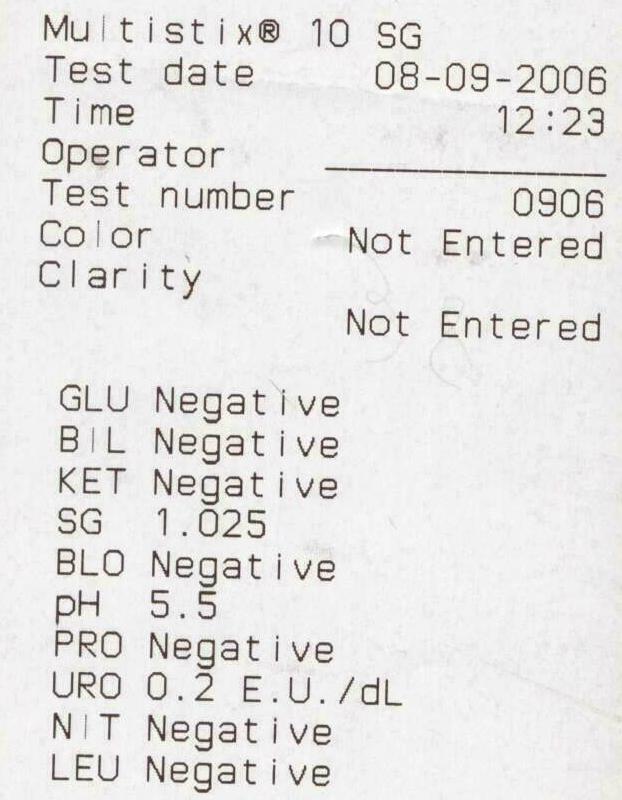 Multistix® 10 SG
Test date 08-09-2006
Time 12:23
Operator
Test number 0906
Color Not Entered
Clarity
Not Entered
GLU Negative
BIL Negative
KET Negative
SG 1.025
BLO Negative
pH 5.5
PRO Negative
URO 0.2 E.U./dL
NIT Negative
LEU Negative